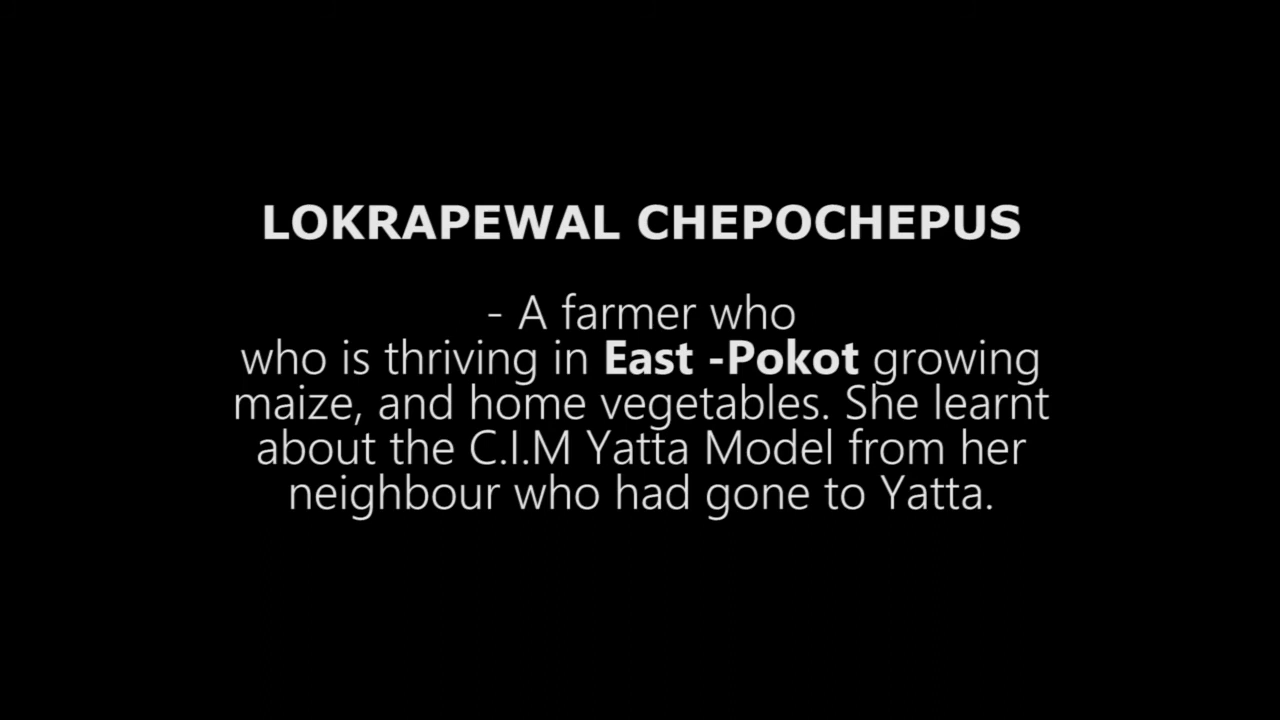 LOKRAPEWAL CHEPOCHEPUS
- A farmer who
who is thriving in East -Pokot growing
maize, and home vegetables. She learnt
about the C.I.M Yatta Model from her
neighbour who had gone to Yatta.